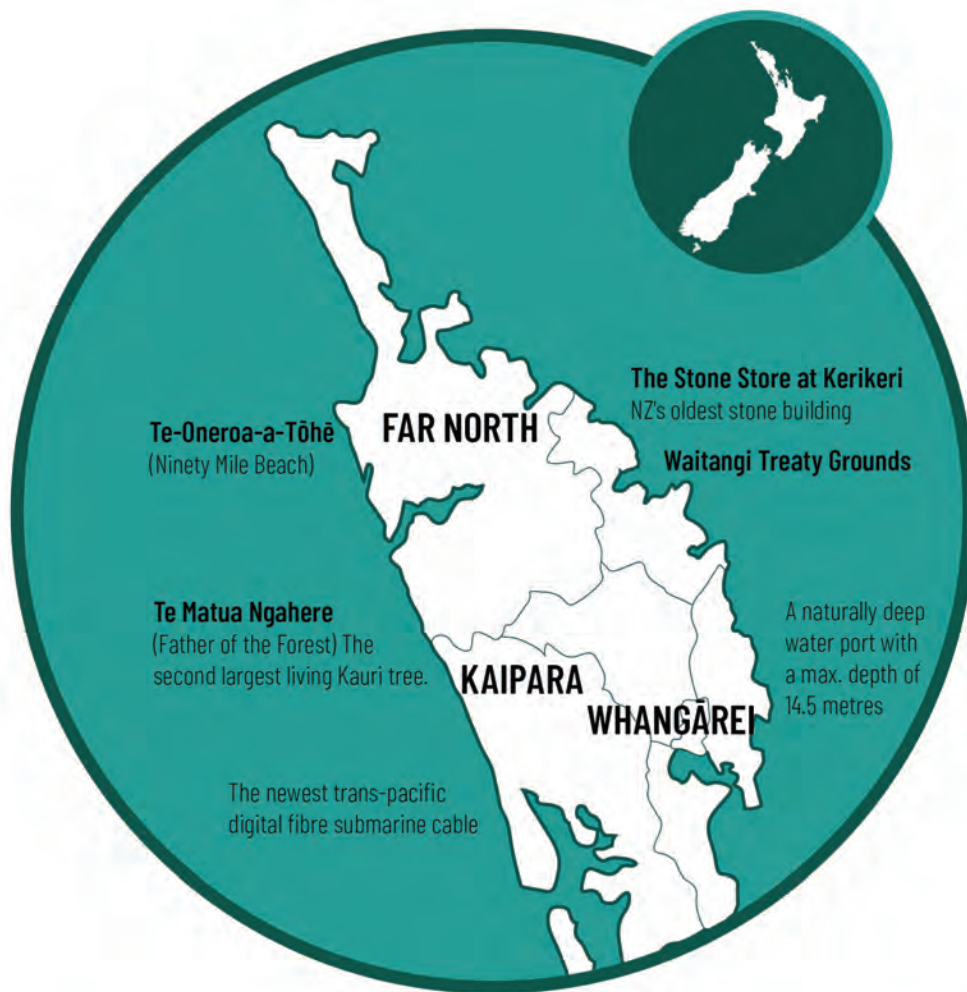 The Stone Store at Kerikeri
NZ's oldest stone building
FAR NORTH
Te-Oneroa-a-Tōhē
(Ninety Mile Beach)
Waitangi Treaty Grounds
Te Matua Ngahere
(Father of the Forest) The
second largest living Kauri tree.
A naturally deep
water port with
a max. depth of
14.5 metres
KAIPARA
WHANGĀREI
The newest trans-pacific
digital fibre submarine cable